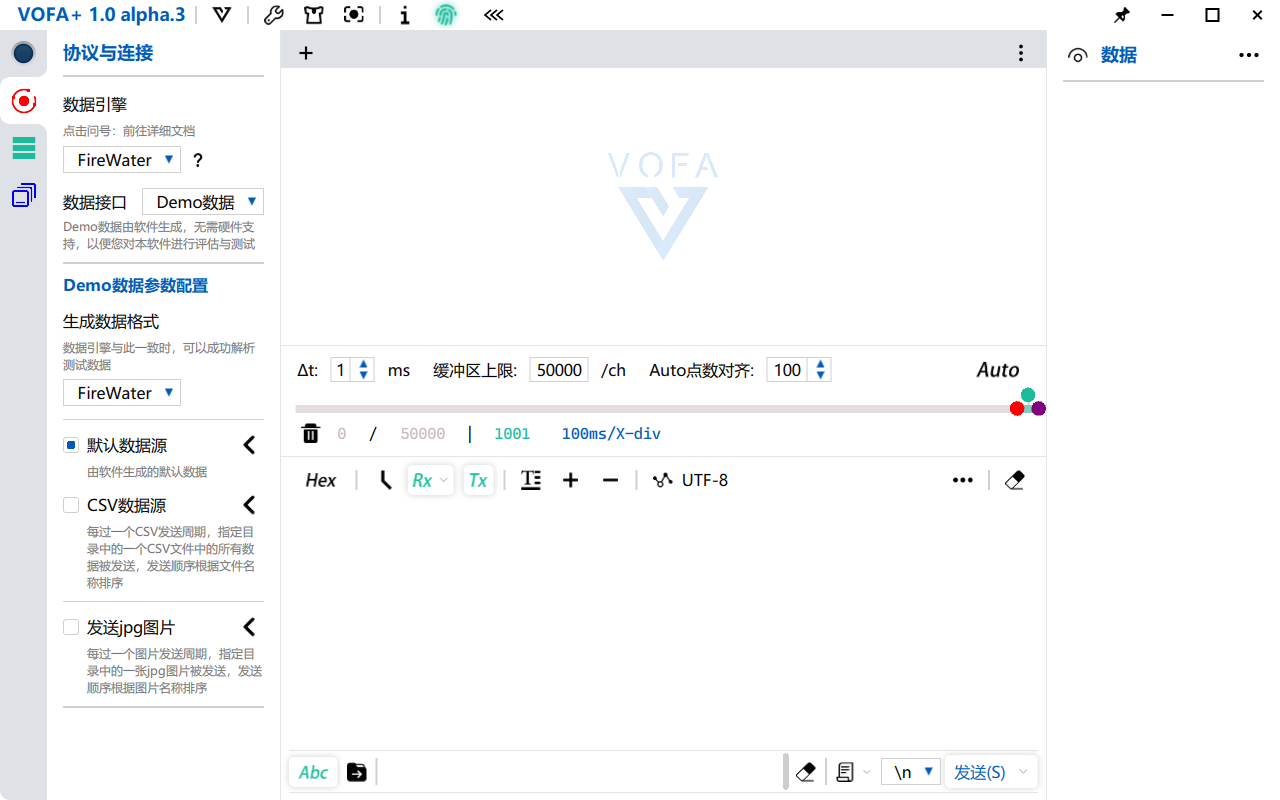 VOFA+ 1.0 alpha.3
协议与连接
数据引擎
点击问号：前往详细文档
FireWater
?
数据接口
Demo数据
Demo数据由软件生成，无需硬件支
持，以便您对本软件进行评估与测试
Demo数据参数配置
生成数据格式
数据引擎与此一致时，可以成功解析
测试数据
FireWater
默认数据源
由软件生成的默认数据
CSV数据源
每过一个CSV发送周期，指定目
录中的一个CSV文件中的所有数
据被发送，发送顺序根据文件名
称排序
发送jpg图片
每过一个图片发送周期，指定目
录中的一张jpg图片被发送，发送
顺序根据图片名称排序
VOFA
Δt: 1 ms 缓冲区上限: 50000 /ch Auto点数对齐: 100 Auto
0 / 50000 | 1001 100ms/X-div
Hex Rx Tx UTF-8
Abc \n 发送(S)
数据